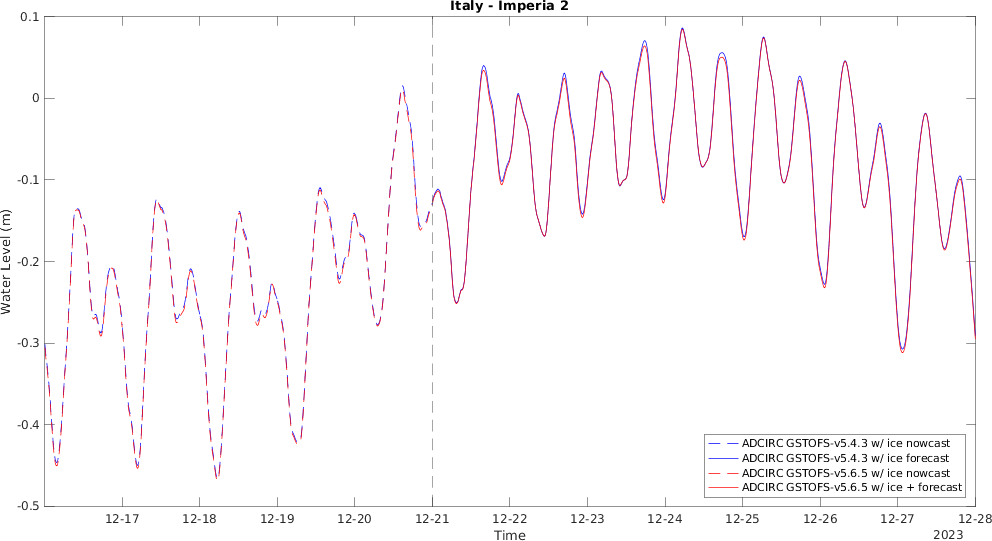 Italy - Imperia 2
Water Level (m)
0.1
0
-0.1
-0.2
-0.3
-0.4
-0.5
ADCIRC GSTOFS-v5.4.3 w/ ice nowcast
ADCIRC GSTOFS-v5.4.3 w/ ice forecast
ADCIRC GSTOFS-v5.6.5 w/ ice nowcast
ADCIRC GSTOFS-v5.6.5 w/ ice + forecast
12-17 12-18 12-19 12-20 12-21 12-22 12-23 12-24 12-25 12-26 12-27 12-28
Time
2023